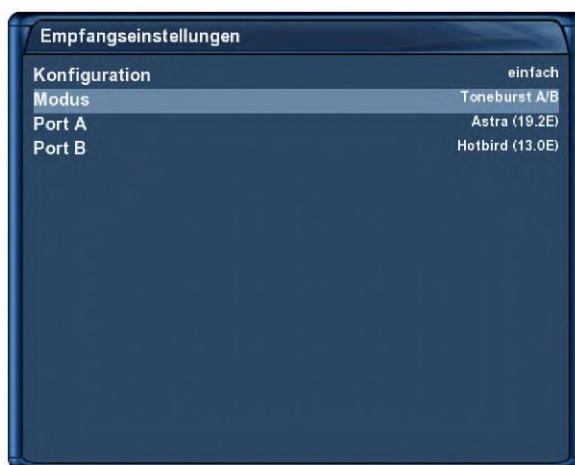 Empfangseinstellungen
Konfiguration einfach
Modus Toneburst A/B
Port A Astra (19.2E)
Port B Hotbird (13.0E)